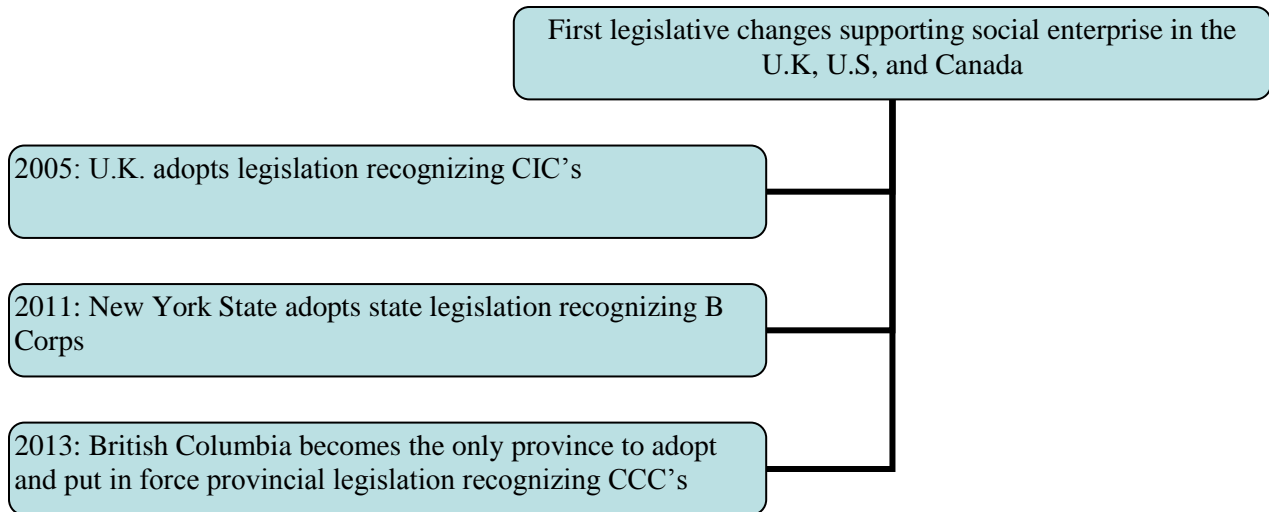 First legislative changes supporting social enterprise in the
U.K, U.S, and Canada
2005: U.K. adopts legislation recognizing CIC's
2011: New York State adopts state legislation recognizing B
Corps
2013: British Columbia becomes the only province to adopt
and put in force provincial legislation recognizing CCC's